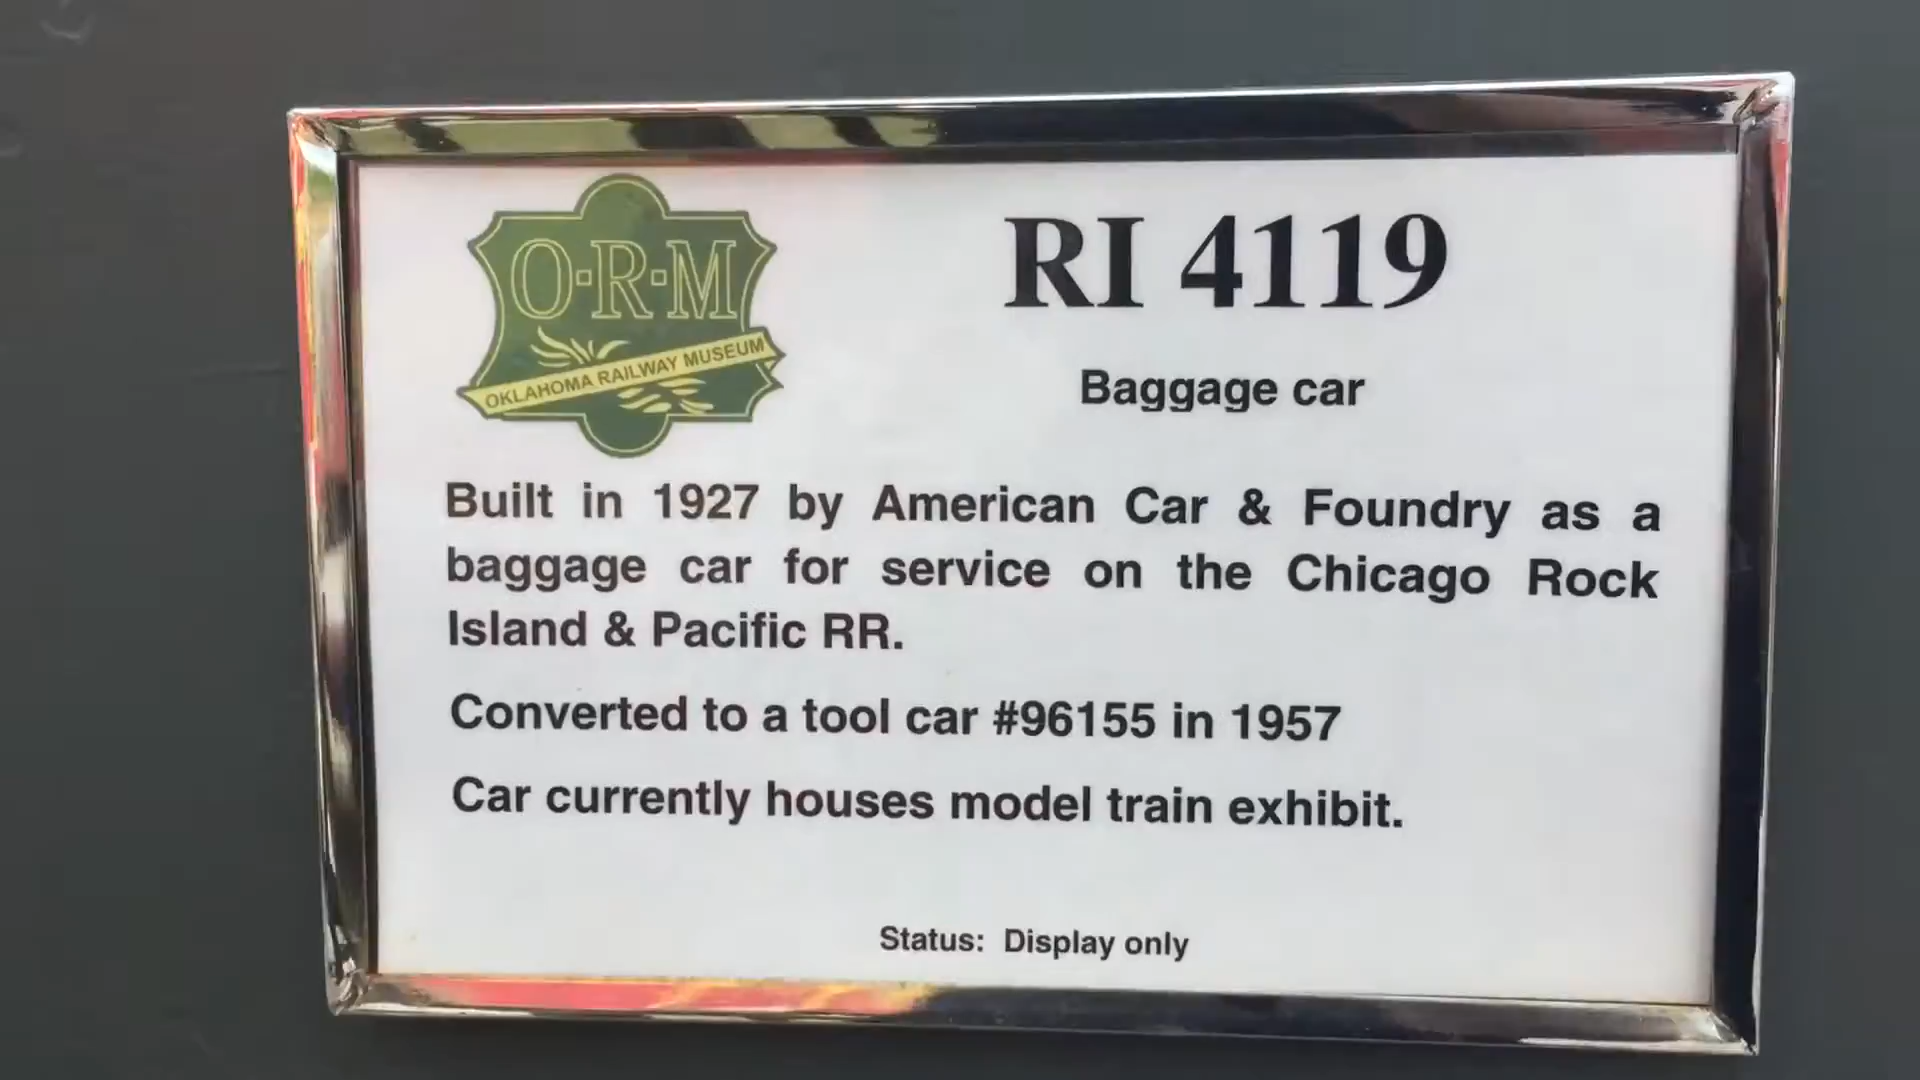 O·R·M
OKLAHOMA RAILWAY MUSEUM
RI 4119
Baggage car
Built in 1927 by American Car & Foundry as a
baggage car for service on the Chicago Rock
Island & Pacific RR.
Converted to a tool car #96155 in 1957
Car currently houses model train exhibit.
Status: Display only